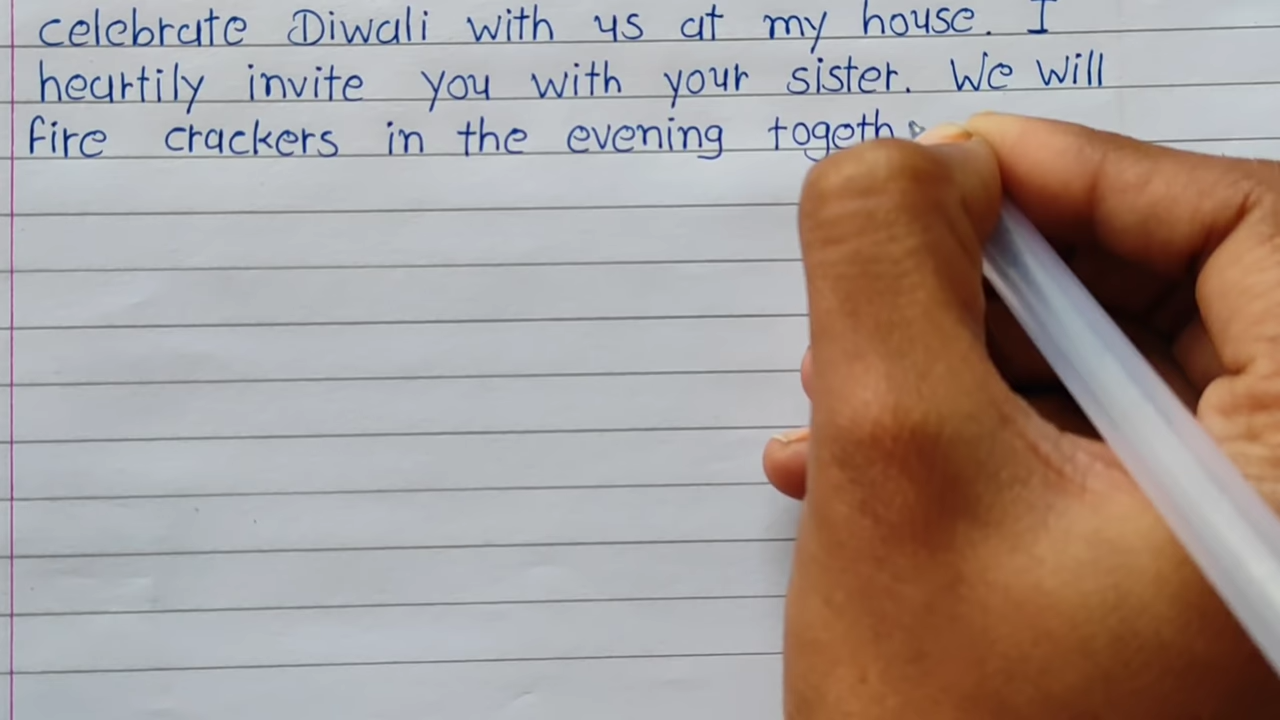 celebrate Diwali with us at my house. I
heartily invite you with your sister. We will
fire crackers in the evening togeth